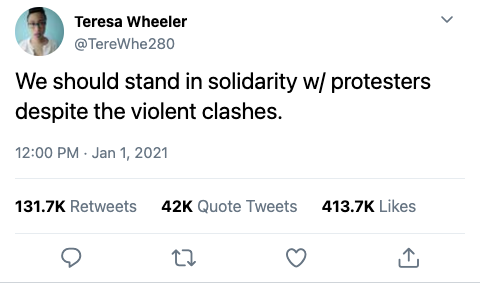 Teresa Wheeler
@TereWhe280
We should stand in solidarity w/ protesters
despite the violent clashes.
12:00 PM · Jan 1, 2021
131.7K Retweets 42K Quote Tweets 413.7K Likes